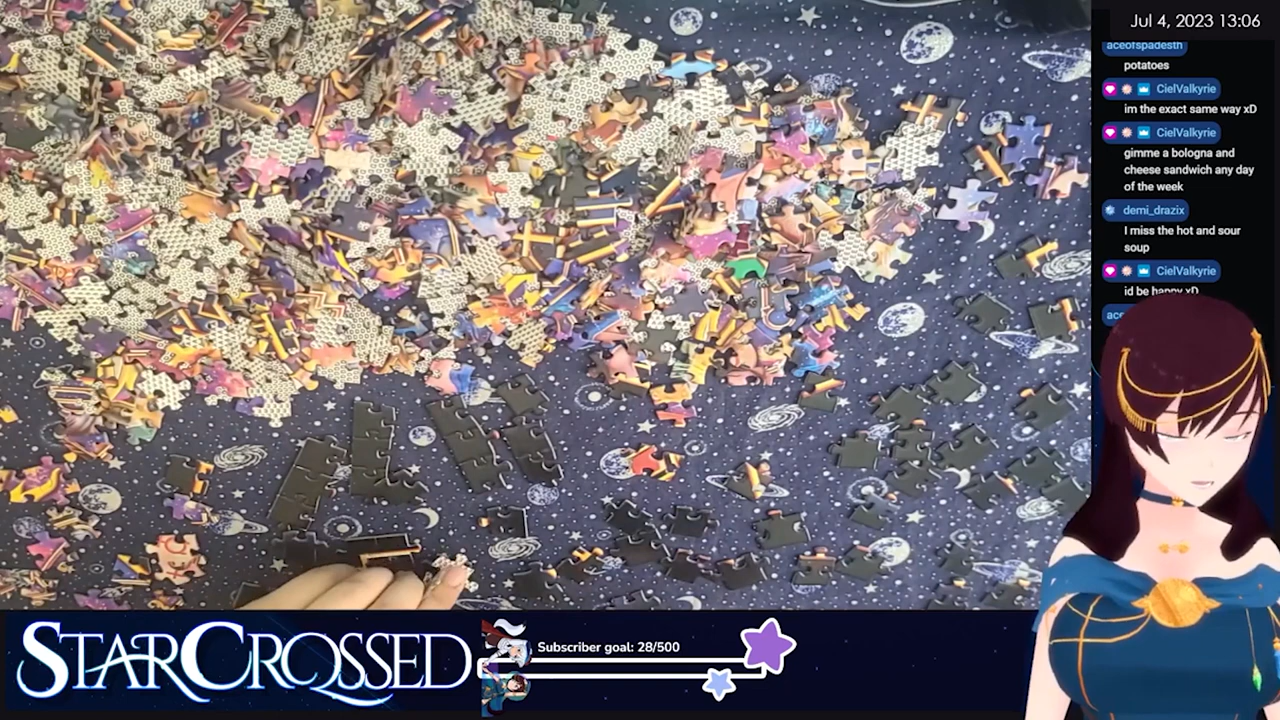 Jul 4, 2023 13:06
aceofspadesth
potatoes
CielValkyrie
im the exact same way xD
CielValkyrie
gimme a bologna and
cheese sandwich any day
of the week
demi_drazix
I miss the hot and sour
soup
CielValkyrie
id be happy xD
ace
STARCROSSED
Subscriber goal: 28/500